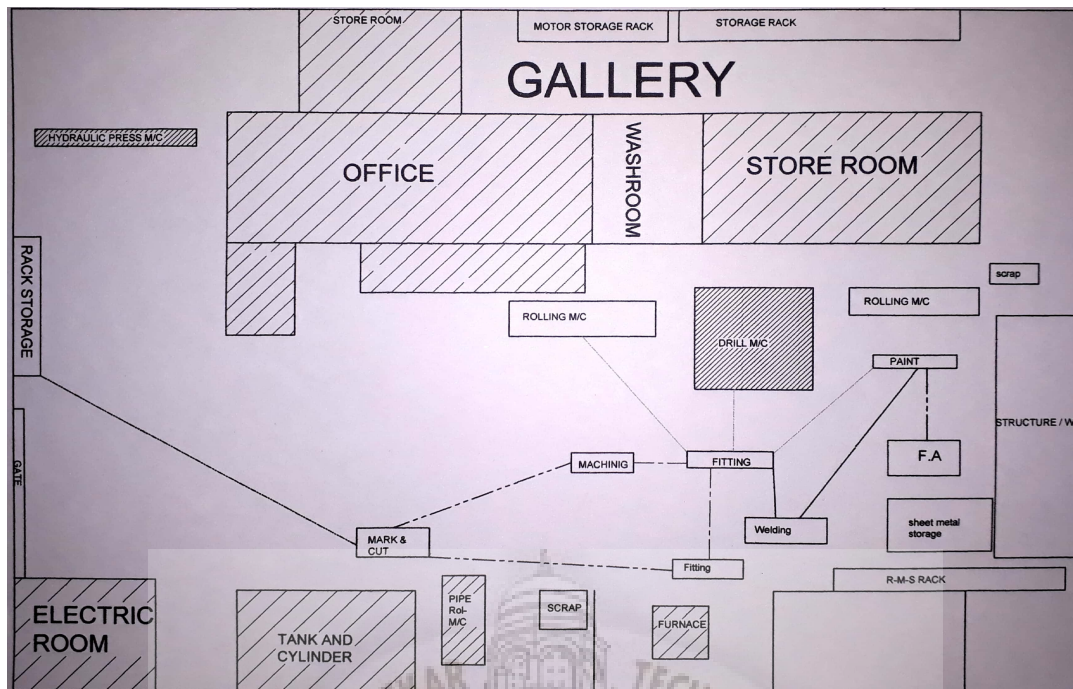 STORE ROOM
MOTOR STORAGE RACK
STORAGE RACK
GALLERY
HYDRAULIC PRESS M/C
OFFICE
WASHROOM
STORE ROOM
RACK STORAGE
scrap
ROLLING M/C
ROLLING M/C
DRILL M/C
PAINT
STRUCTURE / W
GATE
MACHINIG
FITTING
F.A
MARK &
CUT
Welding
sheet metal
storage
Fitting
R-M-S RACK
ELECTRIC
ROOM
TANK AND
CYLINDER
PIPE
Rol-
M/C
SCRAP
FURNACE